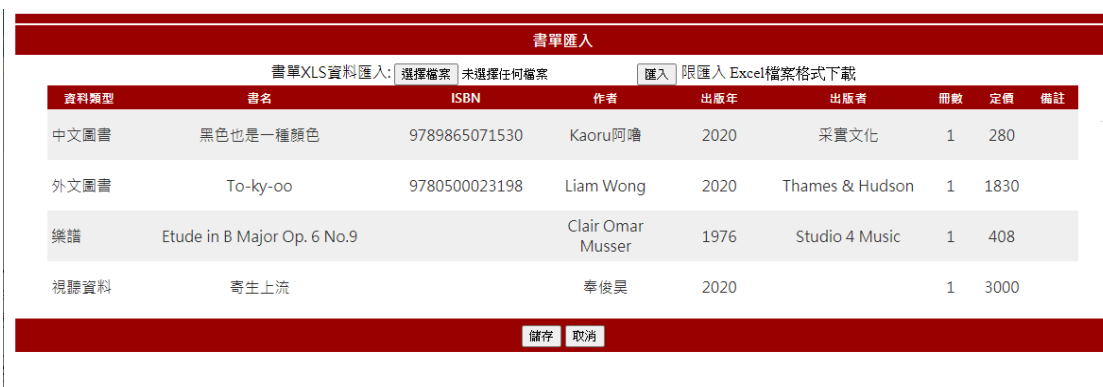 書單匯入
書單XLS資料匯入: 選擇檔案 未選擇任何檔案 匯入 限匯入 Excel檔案格式下載
資料類型 書名 ISBN 作者 出版年 出版者 冊數 定價 備註
中文圖書 黑色也是一種顏色 9789865071530 Kaoru阿嚕 2020 采實文化 1 280
外文圖書 To-ky-oo 9780500023198 Liam Wong 2020 Thames & Hudson 1 1830
樂譜 Etude in B Major Op. 6 No.9 Clair Omar Musser 1976 Studio 4 Music 1 408
視聽資料 寄生上流 奉俊昊 2020 1 3000
儲存 取消